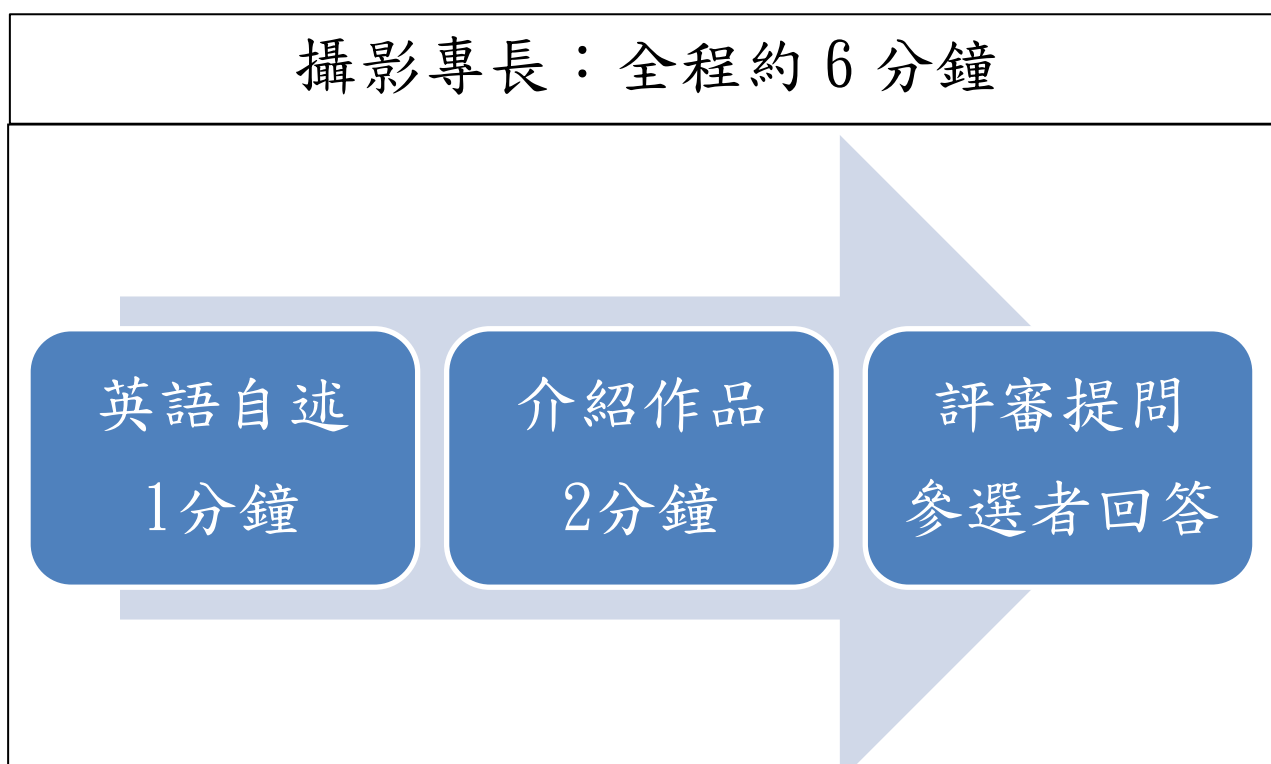 攝影專長：全程約 6 分鐘
英語自述
1分鐘
介紹作品
2分鐘
評審提問
參選者回答